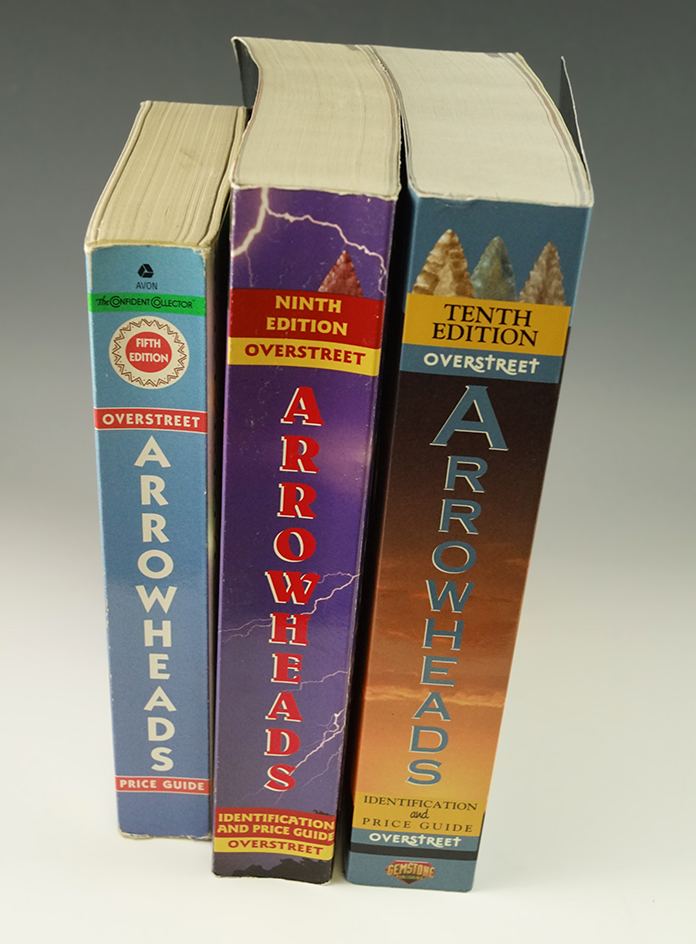 AVON
The CONFIDENT COLLECTOR
FIFTH
EDITION
OVERSTREET
ARROWHEADS
PRICE GUIDE
NINTH
EDITION
OVERSTREET
ARROWHEADS
IDENTIFICATION
AND PRICE GUIDE
OVERSTREET
TENTH
EDITION
OVERSTREET
ARROWHEADS
IDENTIFICATION
and
PRICE GUIDE
OVERSTREET
GEMSTONE